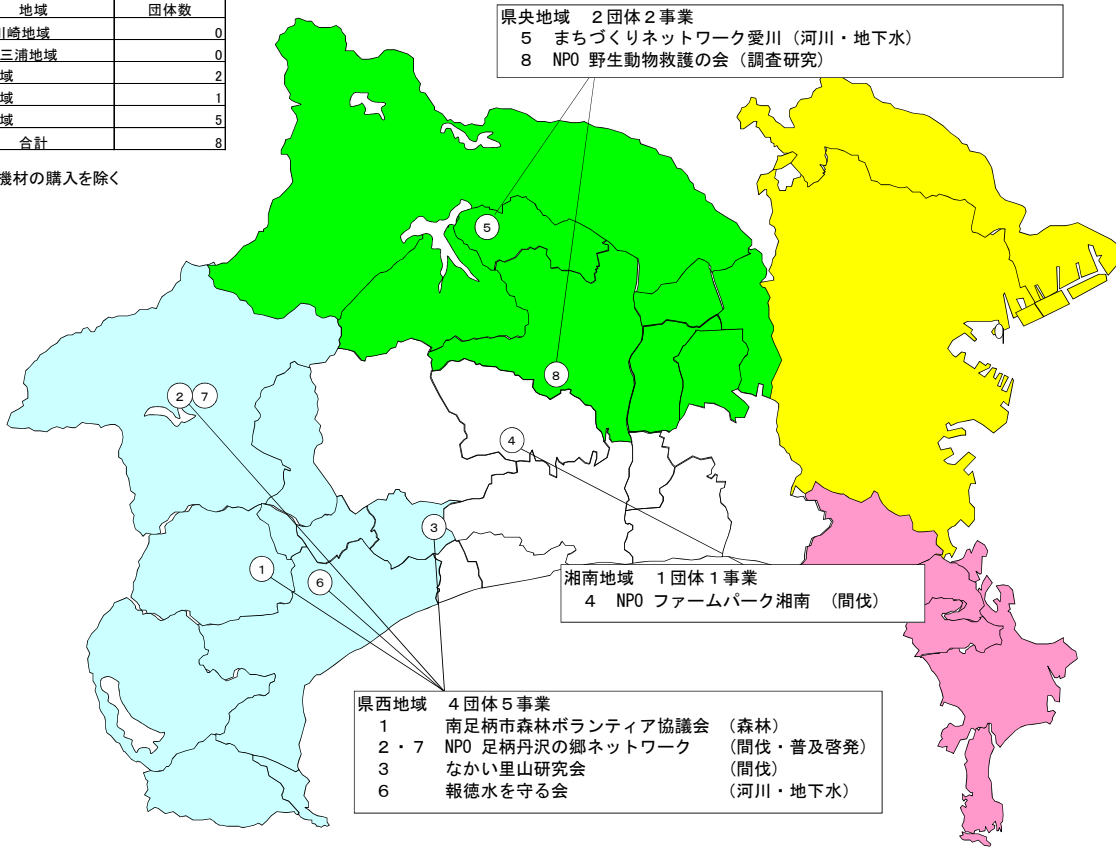 地域 団体数
川崎地域 0
三浦地域 0
域 2
域 1
域 5
合計 8
機材の購入を除く
県央地域 2団体2事業
5 まちづくりネットワーク愛川(河川・地下水)
8 NPO 野生動物救護の会(調査研究)
5
8
2 7
4
3
1
6
湘南地域 1団体1事業
4 NPO ファームパーク湘南 (間伐)
県西地域 4団体5事業
1 南足柄市森林ボランティア協議会 (森林)
2・7 NPO 足柄丹沢の郷ネットワーク (間伐・普及啓発)
3 なかい里山研究会 (間伐)
6 報徳水を守る会 (河川・地下水)